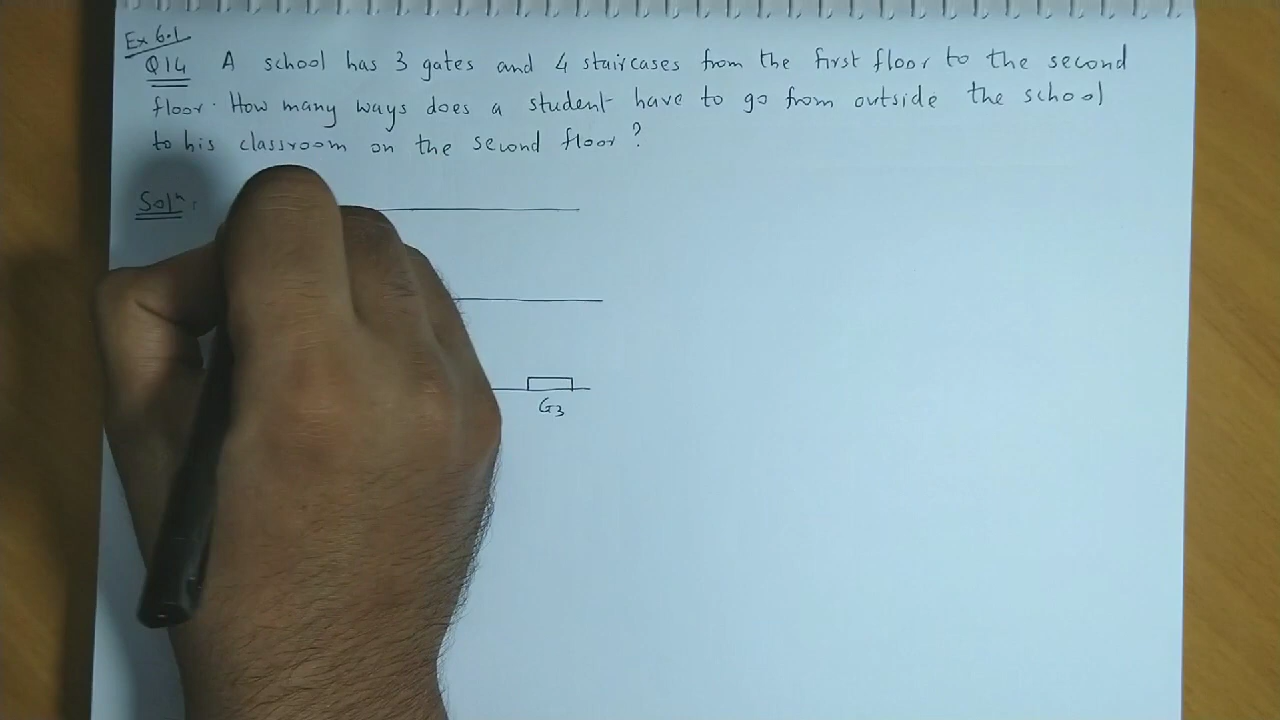 Ex 6.1
Q14 A school has 3 gates and 4 staircases from the first floor to the second
floor. How many ways does a student have to go from outside the school
to his classroom on the second floor?
Solⁿ:
G3